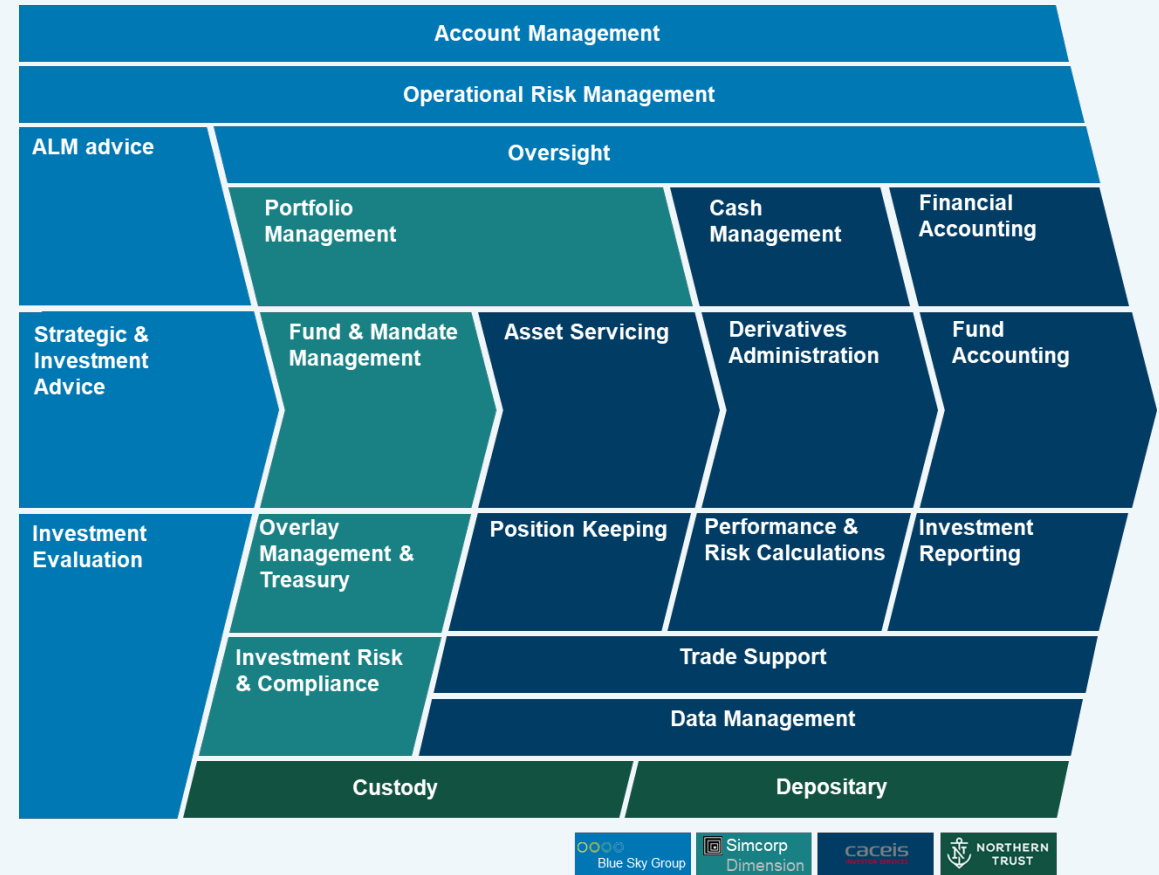 Account Management
Operational Risk Management
ALM advice
Oversight
Portfolio
Management
Cash
Management
Financial
Accounting
Strategic &
Investment
Advice
Fund & Mandate
Management
Asset Servicing
Derivatives
Administration
Fund
Accounting
Investment
Evaluation
Overlay
Management &
Treasury
Position Keeping
Performance &
Risk Calculations
Investment
Reporting
Investment Risk
& Compliance
Trade Support
Data Management
Custody
Depositary
Blue Sky Group
Simcorp
Dimension
caceis
INVESTOR SERVICES
NORTHERN
TRUST